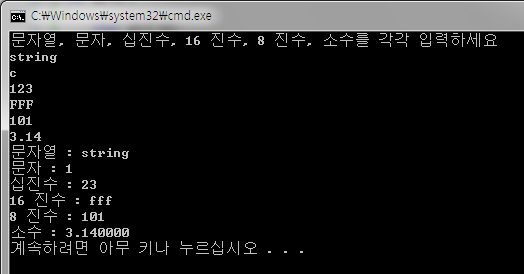 C:\Windows\system32\cmd.exe
문자열, 문자, 십진수, 16 진수, 8 진수, 소수를 각각 입력하세요
string
c
123
FFF
101
3.14
문자열 : string
문자 : 1
십진수 : 23
16 진수 : fff
8 진수 : 101
소수 : 3.140000
계속하려면 아무 키나 누르십시오 . . .